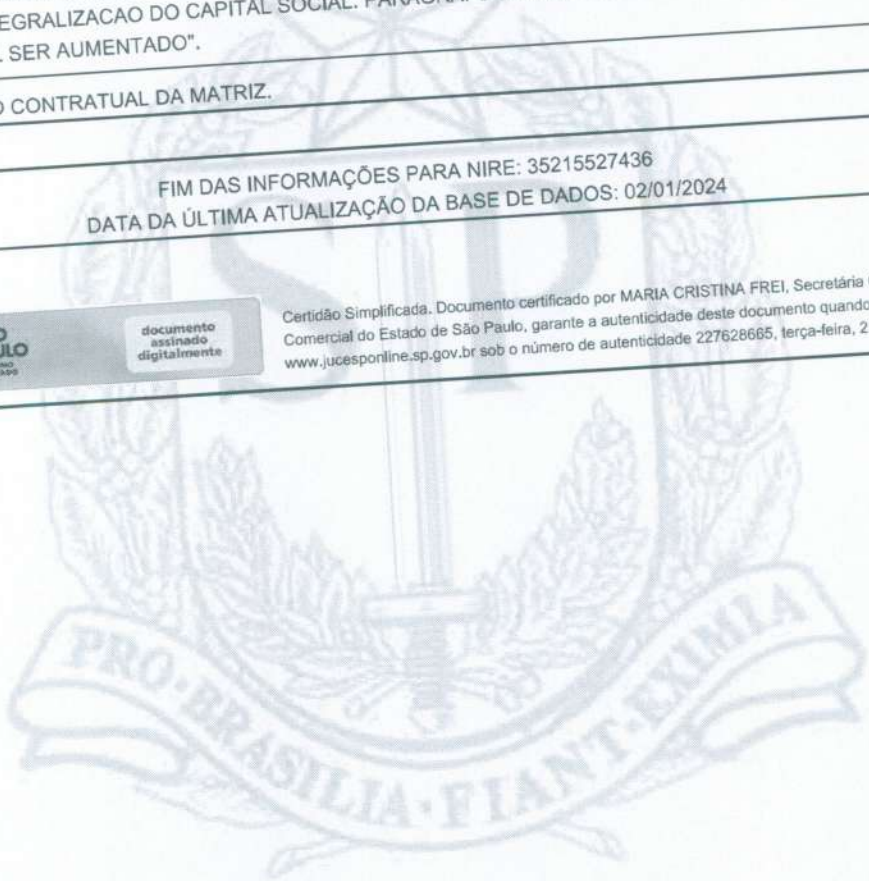 EGRALIZACAO DO CAPITAL SOCIAL.
. SER AUMENTADO".
O CONTRATUAL DA MATRIZ.
FIM DAS INFORMAÇÕES PARA NIRE: 35215527436
DATA DA ÚLTIMA ATUALIZAÇÃO DA BASE DE DADOS: 02/01/2024
documento
assinado
digitalmente
Certidão Simplificada. Documento certificado por MARIA CRISTINA FREI, Secretária
Comercial do Estado de São Paulo, garante a autenticidade deste documento quando
www.jucesponline.sp.gov.br sob o número de autenticidade 227628665, terça-feira, 2
SP
PRO·BRASILIA·FIANT·EXIMIA